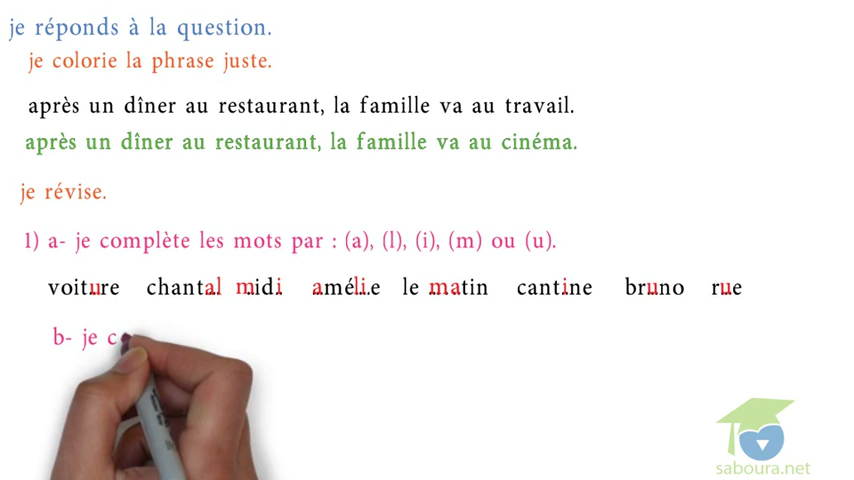 je réponds à la question.
je colorie la phrase juste.
après un dîner au restaurant, la famille va au travail.
après un dîner au restaurant, la famille va au cinéma.
je révise.
1) a- je complète les mots par : (a), (l), (i), (m) ou (u).
voiture chantal midi amélie le matin cantine bruno rue
b- je c
saboura.net